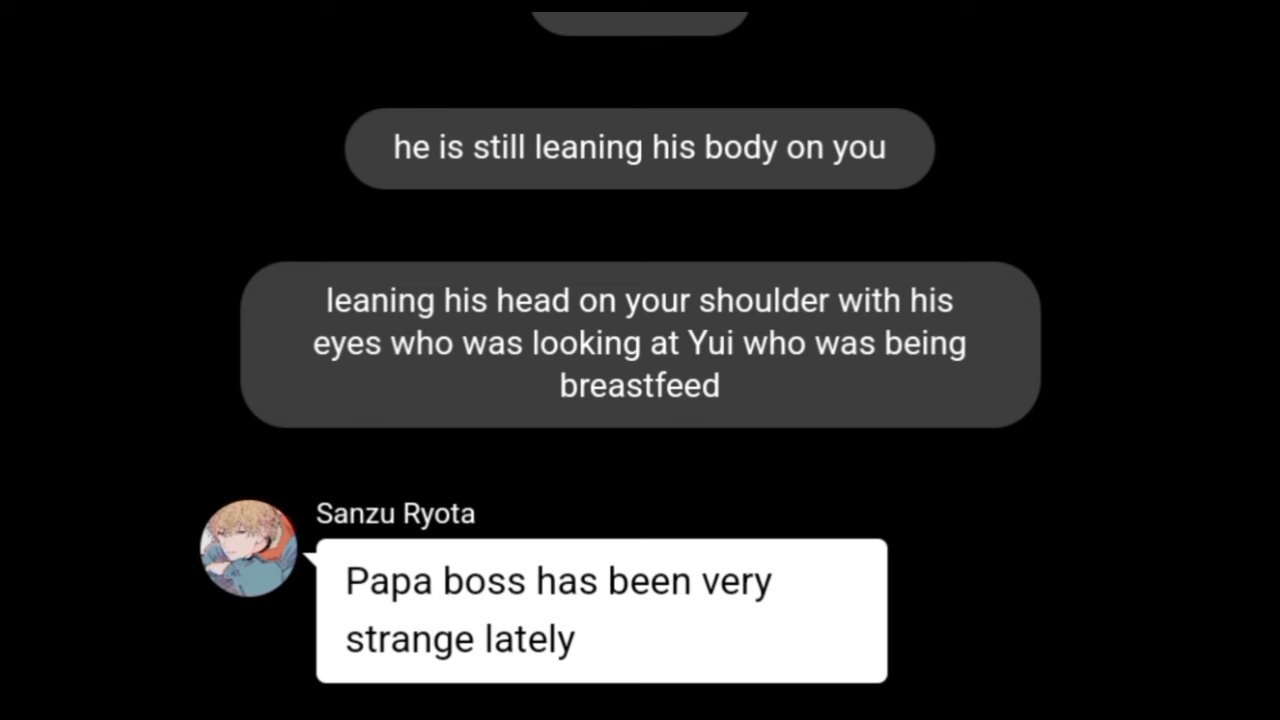 he is still leaning his body on you
leaning his head on your shoulder with his
eyes who was looking at Yui who was being
breastfeed
Sanzu Ryota
Papa boss has been very
strange lately